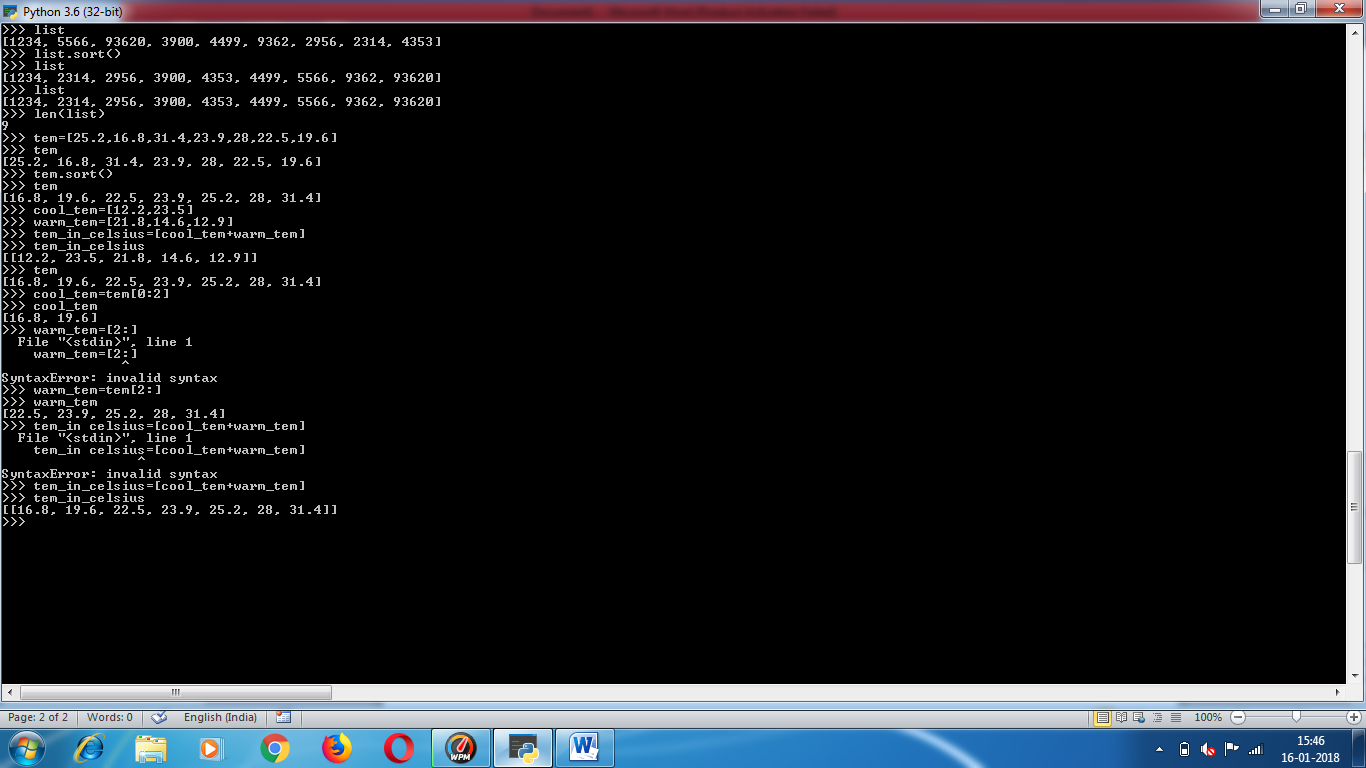 Python 3.6 (32-bit)
>>> list
[1234, 5566, 93620, 3900, 4499, 9362, 2956, 2314, 4353]
>>> list.sort()
>>> list
[1234, 2314, 2956, 3900, 4353, 4499, 5566, 9362, 93620]
>>> list
[1234, 2314, 2956, 3900, 4353, 4499, 5566, 9362, 93620]
>>> len(list)
9
>>> tem=[25.2,16.8,31.4,23.9,28,22.5,19.6]
>>> tem
[25.2, 16.8, 31.4, 23.9, 28, 22.5, 19.6]
>>> tem.sort()
>>> tem
[16.8, 19.6, 22.5, 23.9, 25.2, 28, 31.4]
>>> cool_tem=[12.2,23.5]
>>> warm_tem=[21.8,14.6,12.9]
>>> tem_in_celsius=[cool_tem+warm_tem]
>>> tem_in_celsius
[[12.2, 23.5, 21.8, 14.6, 12.9]]
>>> tem
[16.8, 19.6, 22.5, 23.9, 25.2, 28, 31.4]
>>> cool_tem=tem[0:2]
>>> cool_tem
[16.8, 19.6]
>>> warm_tem=[2:]
  File "<stdin>", line 1
    warm_tem=[2:]
               ^
SyntaxError: invalid syntax
>>> warm_tem=tem[2:]
>>> warm_tem
[22.5, 23.9, 25.2, 28, 31.4]
>>> tem_in celsius=[cool_tem+warm_tem]
  File "<stdin>", line 1
    tem_in celsius=[cool_tem+warm_tem]
                 ^
SyntaxError: invalid syntax
>>> tem_in_celsius=[cool_tem+warm_tem]
>>> tem_in_celsius
[[16.8, 19.6, 22.5, 23.9, 25.2, 28, 31.4]]
>>>
Page: 2 of 2 Words: 0 English (India) 100%
WPM
15:46
16-01-2018